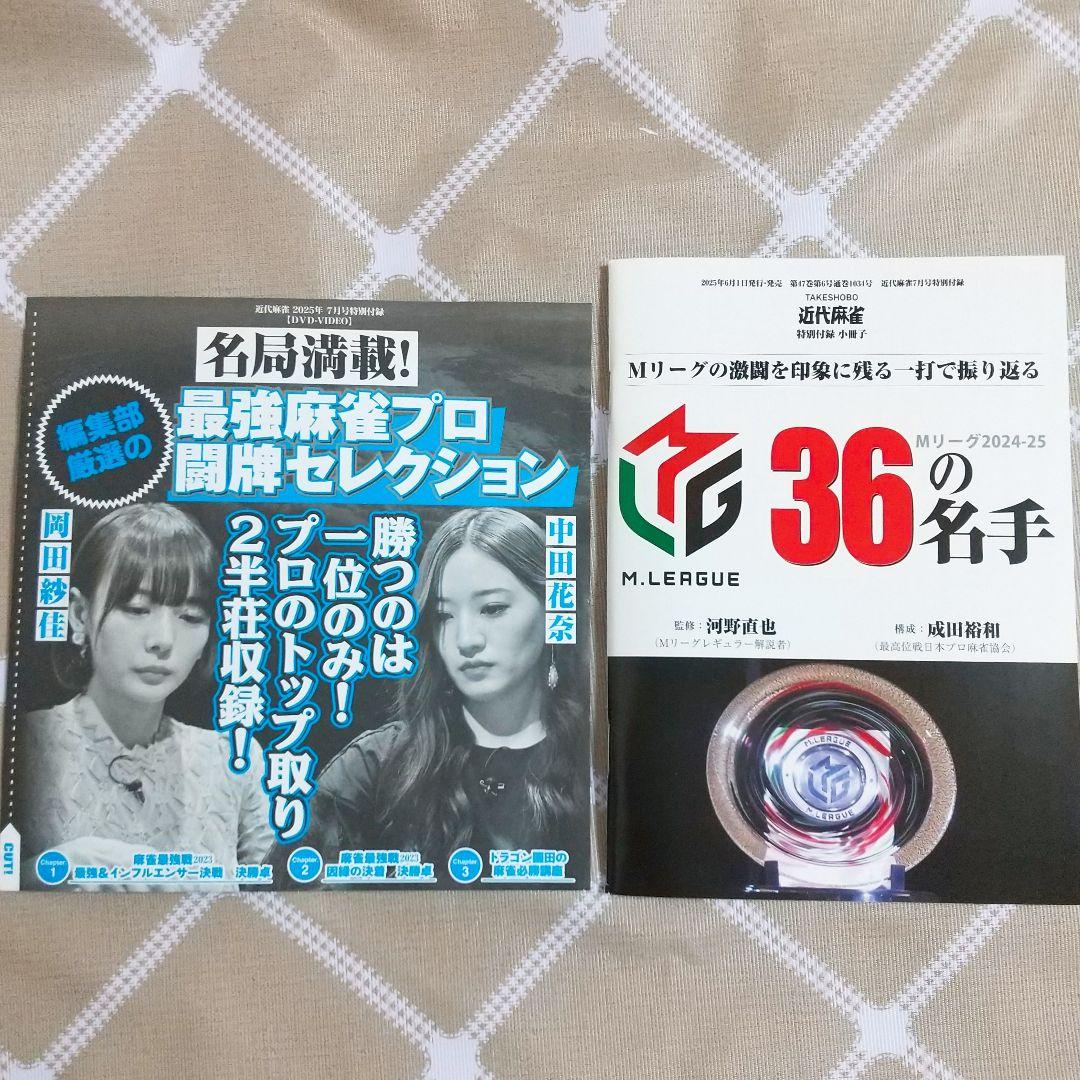 近代麻雀 2025年 7月号特別付録
【DVD-VIDEO】
名局満載!
編集部
厳選の
最強麻雀プロ
闘牌セレクション
岡田紗佳
中田花奈
勝つのは
一位のみ!
プロのトップ取り
2半荘収録!
CUT!
Chapter 1
麻雀最強戦2023
最強&インフルエンサー決戦 決勝卓
Chapter 2
麻雀最強戦2023
因縁の決着 決勝卓
Chapter 3
ドラゴン園田の
麻雀必勝講座
2025年6月1日発行・発売 第47巻第6号通巻1034号 近代麻雀7月号特別付録
TAKESHOBO
近代麻雀
特別付録 小冊子
Mリーグの激闘を印象に残る一打で振り返る
Mリーグ2024-25
36の名手
M.LEAGUE
監修:河野直也
(Mリーグレギュラー解説者)
構成:成田裕和
(最高位戦日本プロ麻雀協会)
M.LEAGUE
M.LEAGUE